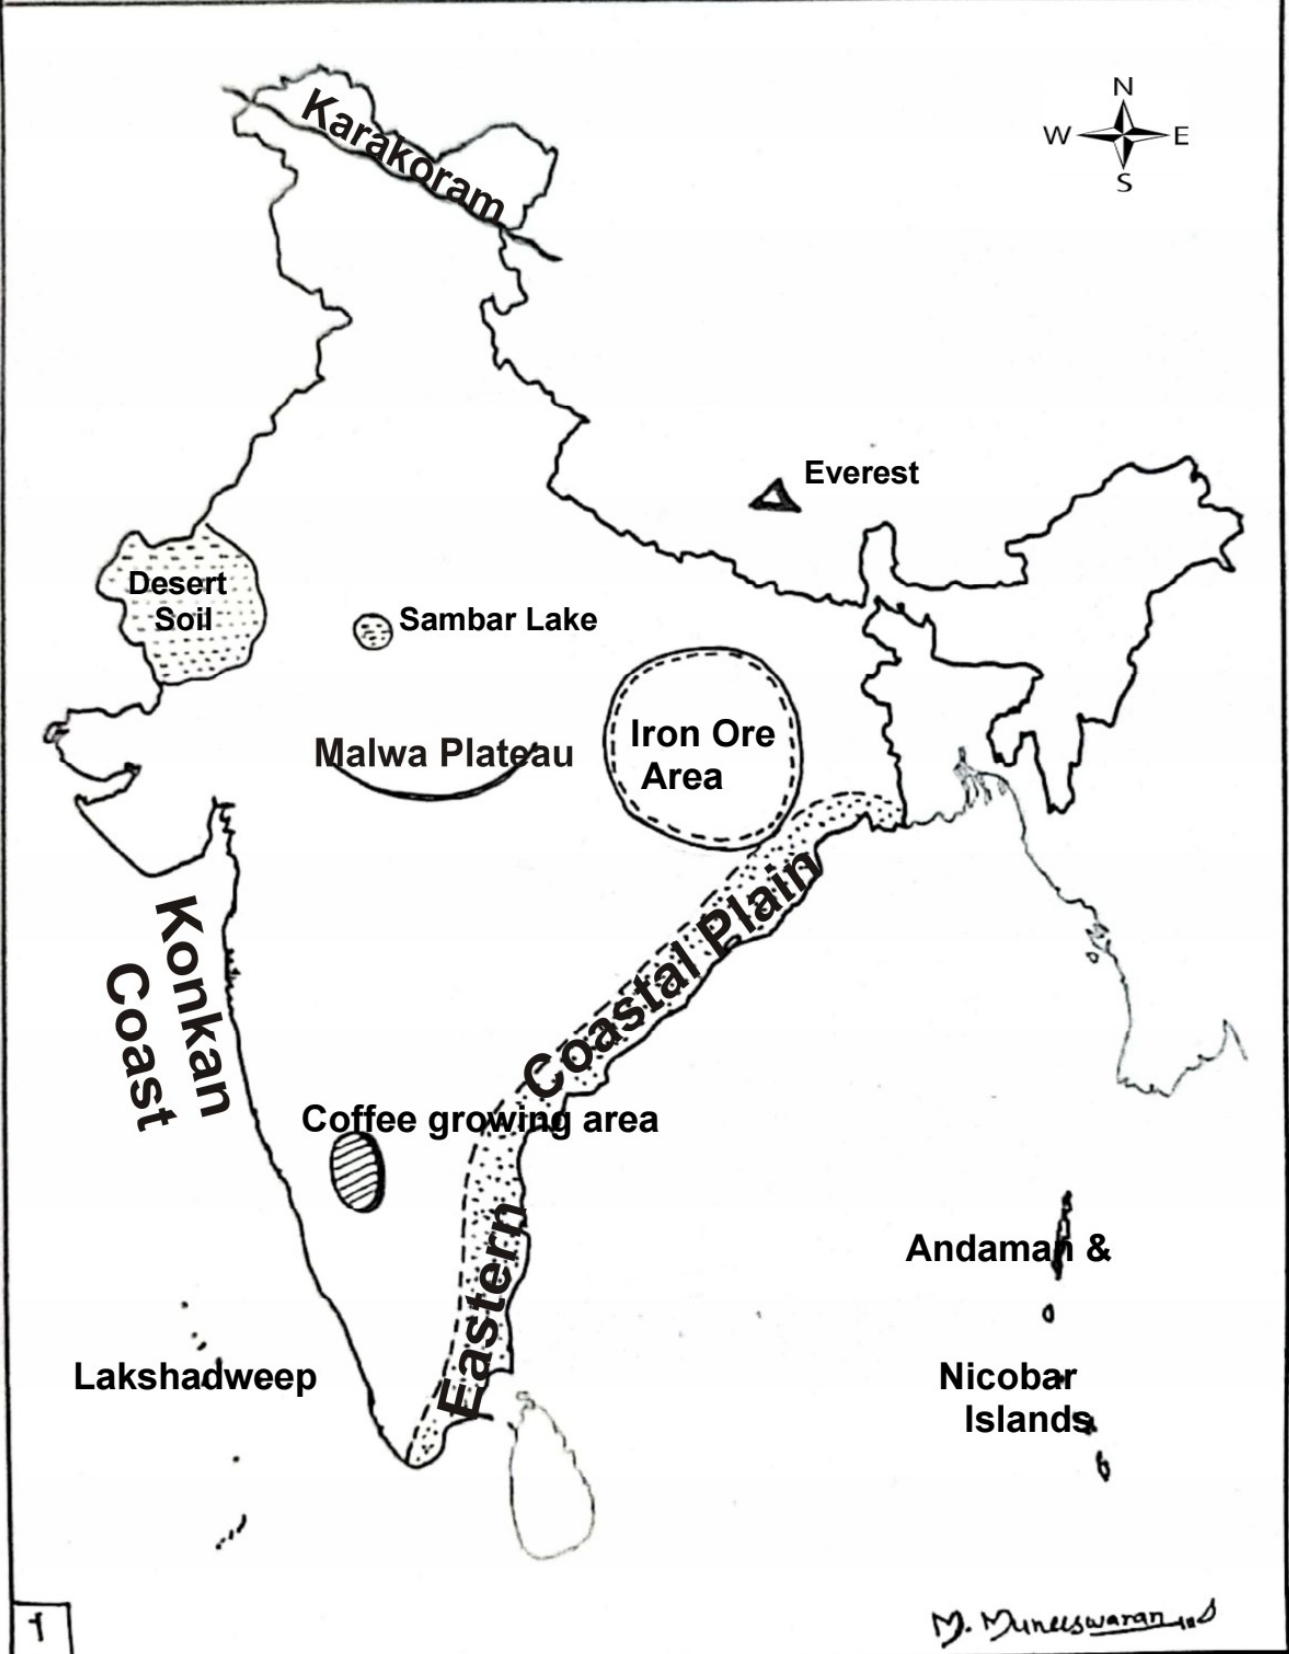 N
W E
S
Karakoram
Everest
Desert
Soil
Sambar Lake
Malwa Plateau
Iron Ore
Area
Konkan
Coast
Eastern Coastal Plain
Coffee growing area
Andaman &
Nicobar
Islands
Lakshadweep
1
M. Muneeswaran